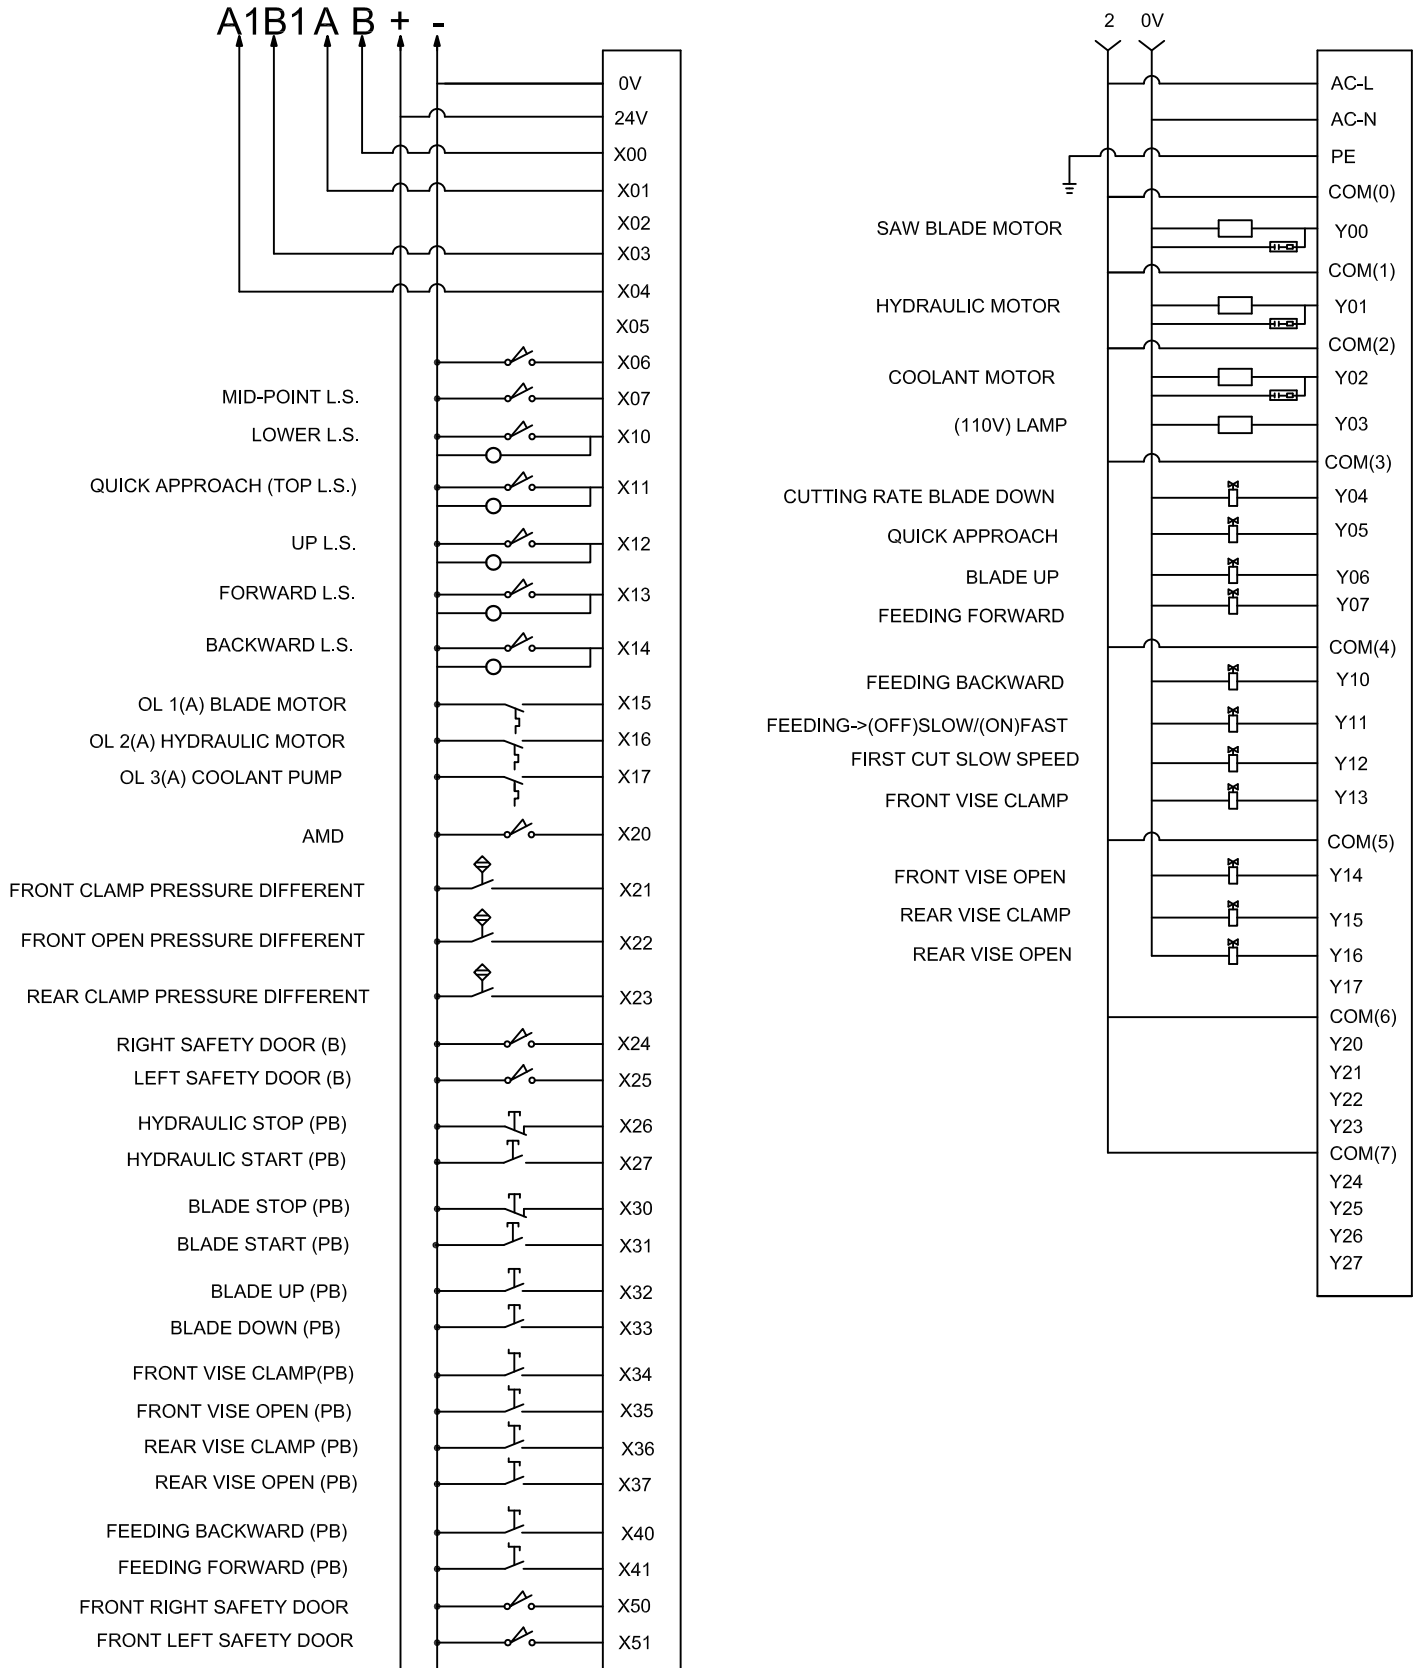 A1 B1 A B + -
0V
24V
X00
X01
X02
X03
X04
X05
X06
MID-POINT L.S. X07
LOWER L.S. X10
QUICK APPROACH (TOP L.S.) X11
UP L.S. X12
FORWARD L.S. X13
BACKWARD L.S. X14
OL 1(A) BLADE MOTOR X15
OL 2(A) HYDRAULIC MOTOR X16
OL 3(A) COOLANT PUMP X17
AMD X20
FRONT CLAMP PRESSURE DIFFERENT X21
FRONT OPEN PRESSURE DIFFERENT X22
REAR CLAMP PRESSURE DIFFERENT X23
RIGHT SAFETY DOOR (B) X24
LEFT SAFETY DOOR (B) X25
HYDRAULIC STOP (PB) X26
HYDRAULIC START (PB) X27
BLADE STOP (PB) X30
BLADE START (PB) X31
BLADE UP (PB) X32
BLADE DOWN (PB) X33
FRONT VISE CLAMP(PB) X34
FRONT VISE OPEN (PB) X35
REAR VISE CLAMP (PB) X36
REAR VISE OPEN (PB) X37
FEEDING BACKWARD (PB) X40
FEEDING FORWARD (PB) X41
FRONT RIGHT SAFETY DOOR X50
FRONT LEFT SAFETY DOOR X51
2 0V
AC-L
AC-N
PE
COM(0)
SAW BLADE MOTOR Y00
COM(1)
HYDRAULIC MOTOR Y01
COM(2)
COOLANT MOTOR Y02
(110V) LAMP Y03
COM(3)
CUTTING RATE BLADE DOWN Y04
QUICK APPROACH Y05
BLADE UP Y06
FEEDING FORWARD Y07
COM(4)
FEEDING BACKWARD Y10
FEEDING->(OFF)SLOW/(ON)FAST Y11
FIRST CUT SLOW SPEED Y12
FRONT VISE CLAMP Y13
COM(5)
FRONT VISE OPEN Y14
REAR VISE CLAMP Y15
REAR VISE OPEN Y16
Y17
COM(6)
Y20
Y21
Y22
Y23
COM(7)
Y24
Y25
Y26
Y27